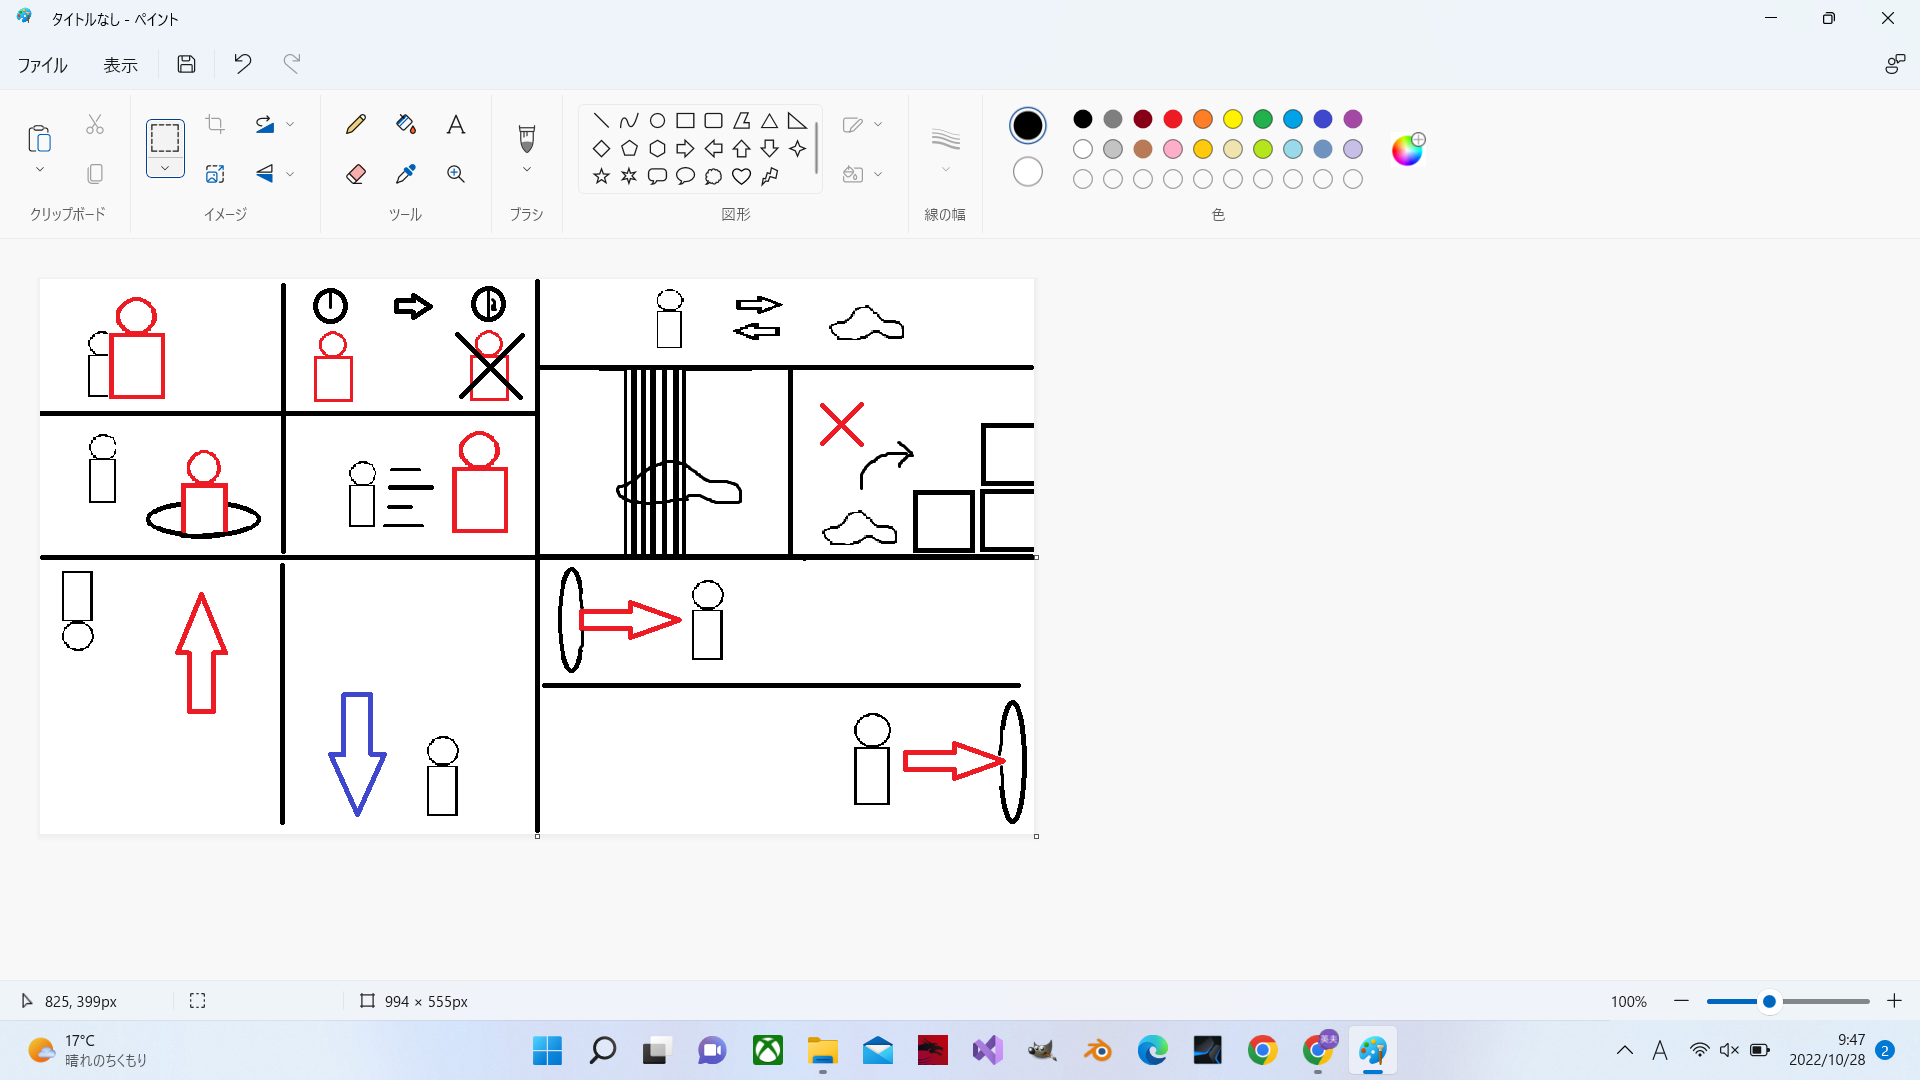 タイトルなし - ペイント
ファイル
表示
クリップボード
イメージ
ツール
ブラシ
図形
線の幅
色
825, 399px
994 × 555px
100%
17°C
晴れのちくもり
英夫
A
9:47
2022/10/28
2